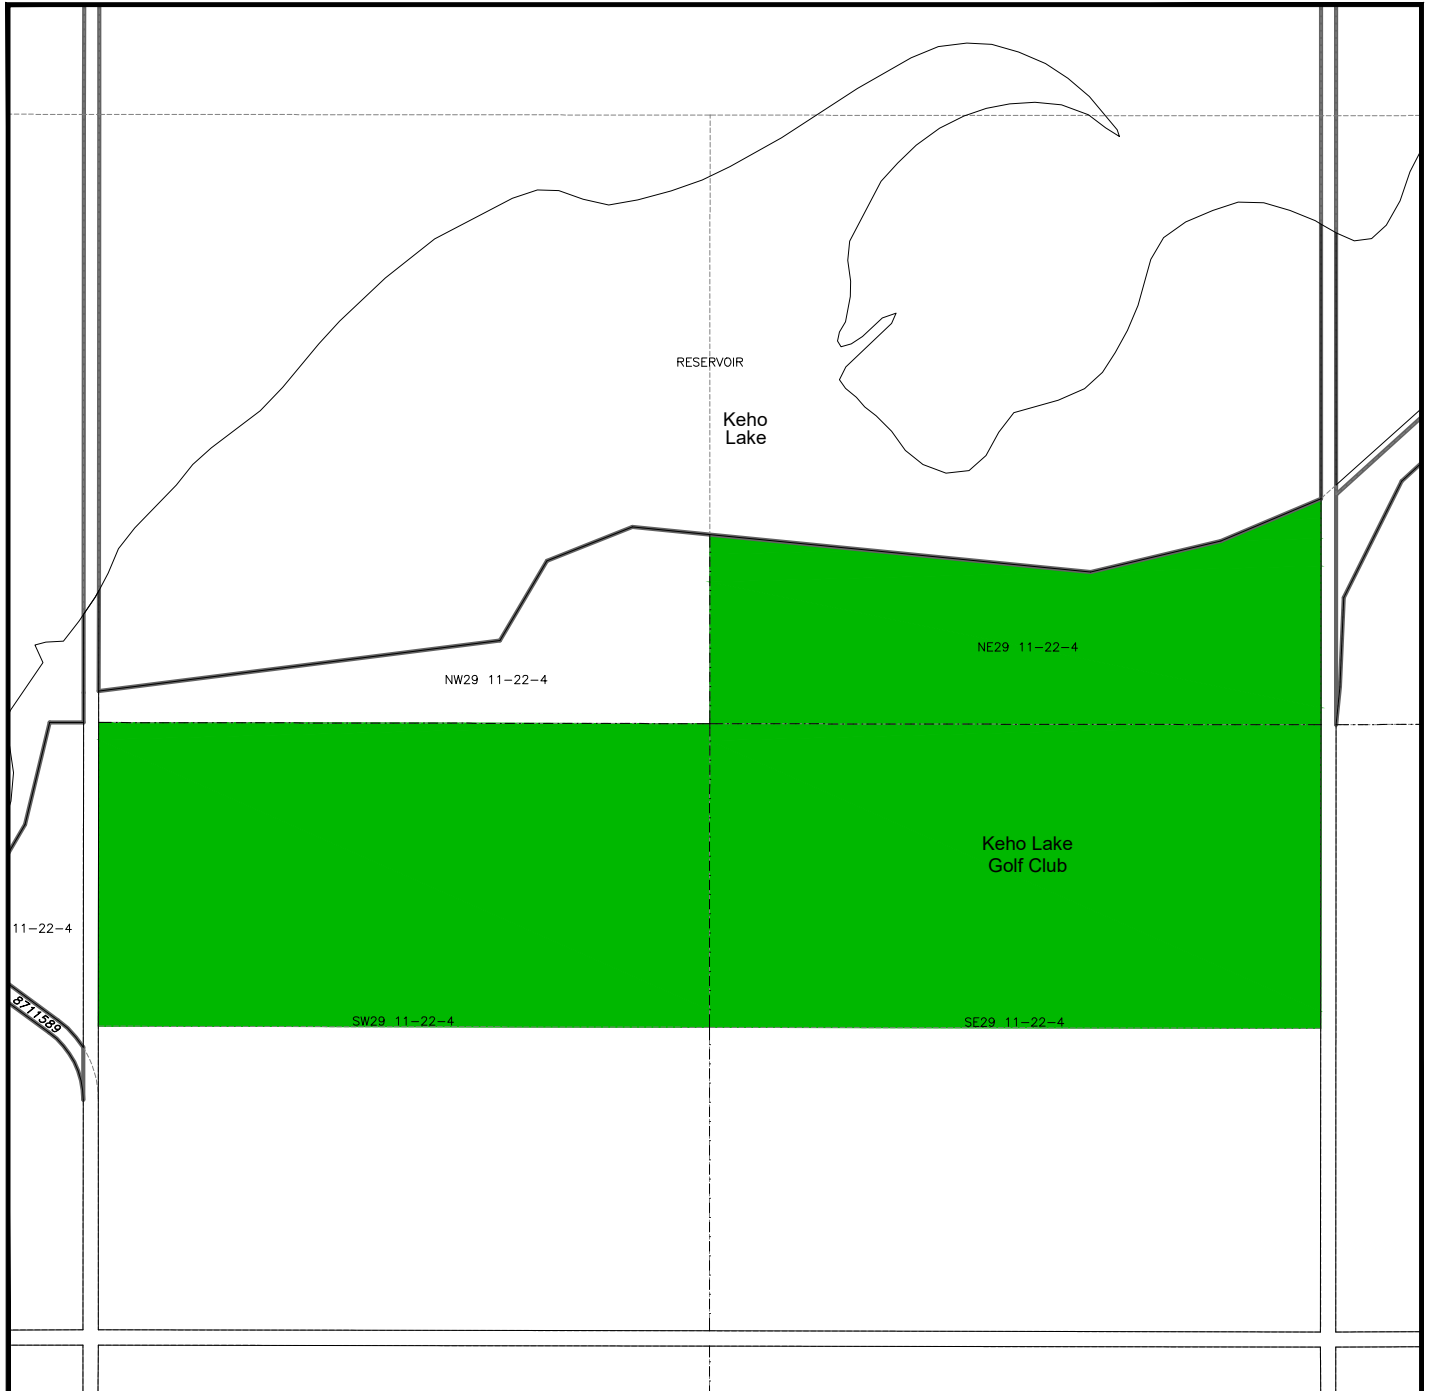 RESERVOIR
Keho
Lake
NE29 11-22-4
NW29 11-22-4
Keho Lake
Golf Club
11-22-4
8711589
SW29 11-22-4
SE29 11-22-4